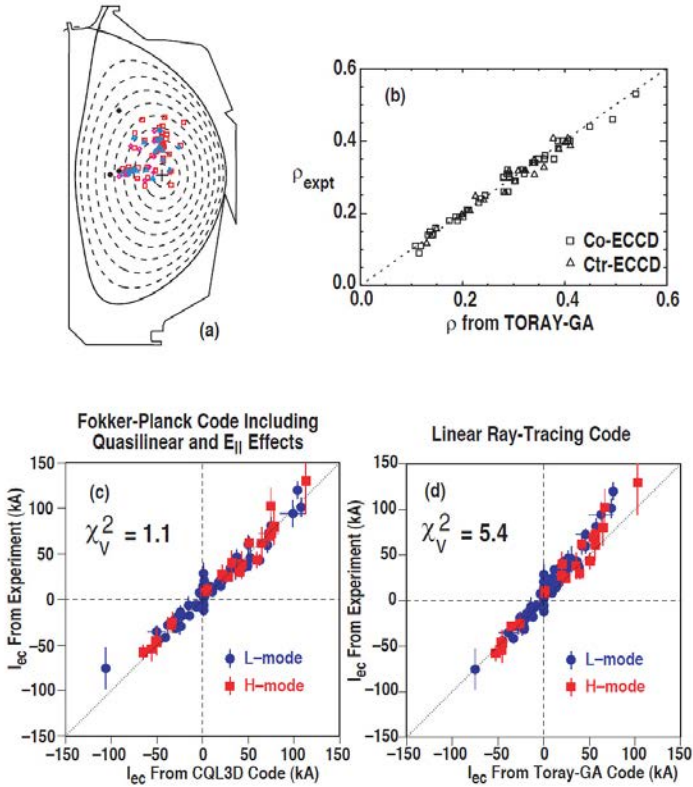 (a)
0.6
(b)
0.4
ρexpt
0.2
Co-ECCD
Ctr-ECCD
0.0
0.0 0.2 0.4 0.6
ρ from TORAY-GA
Fokker-Planck Code Including
Quasilinear and E|| Effects
150
(c)
100
χν² = 1.1
50
0
−50
−100
−150
Iec From Experiment (kA)
L–mode
H–mode
−150 −100 −50 0 50 100 150
Iec From CQL3D Code (kA)
Linear Ray-Tracing Code
150
(d)
100
χν² = 5.4
50
0
−50
−100
−150
Iec From Experiment (kA)
L–mode
H–mode
−150 −100 −50 0 50 100 150
Iec From Toray-GA Code (kA)